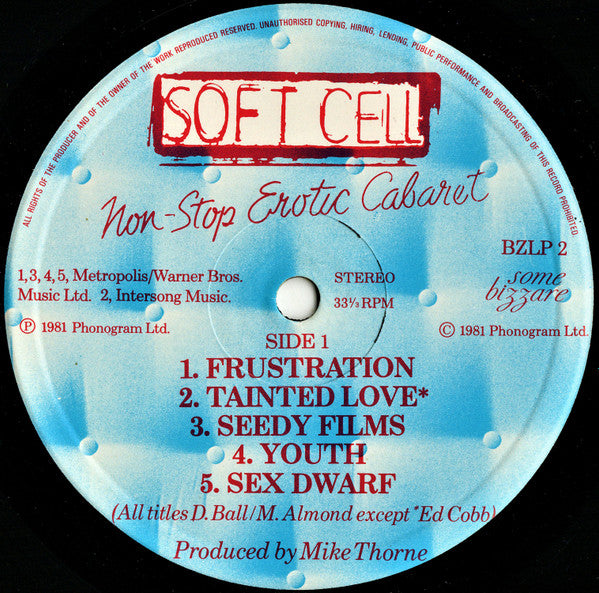 ALL RIGHTS OF THE PRODUCER AND OF THE OWNER OF THE WORK REPRODUCED RESERVED. UNAUTHORISED COPYING, HIRING, LENDING, PUBLIC PERFORMANCE AND BROADCASTING OF THIS RECORD PROHIBITED.
SOFT CELL
Non-Stop Erotic Cabaret
BZLP 2
1,3,4,5, Metropolis/Warner Bros.
Music Ltd. 2, Intersong Music.
STEREO
33⅓ RPM
some
bizzare
Ⓟ 1981 Phonogram Ltd.
© 1981 Phonogram Ltd.
SIDE 1
1. FRUSTRATION
2. TAINTED LOVE*
3. SEEDY FILMS
4. YOUTH
5. SEX DWARF
(All titles D. Ball/M. Almond except *Ed Cobb)
Produced by Mike Thorne